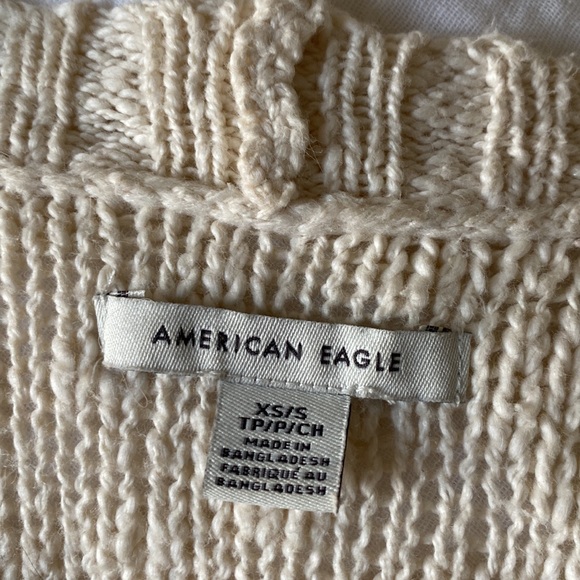 AMERICAN EAGLE
XS/S
TP/P/CH
MADE IN
BANGLADESH
FABRIQUÉ AU
BANGLADESH